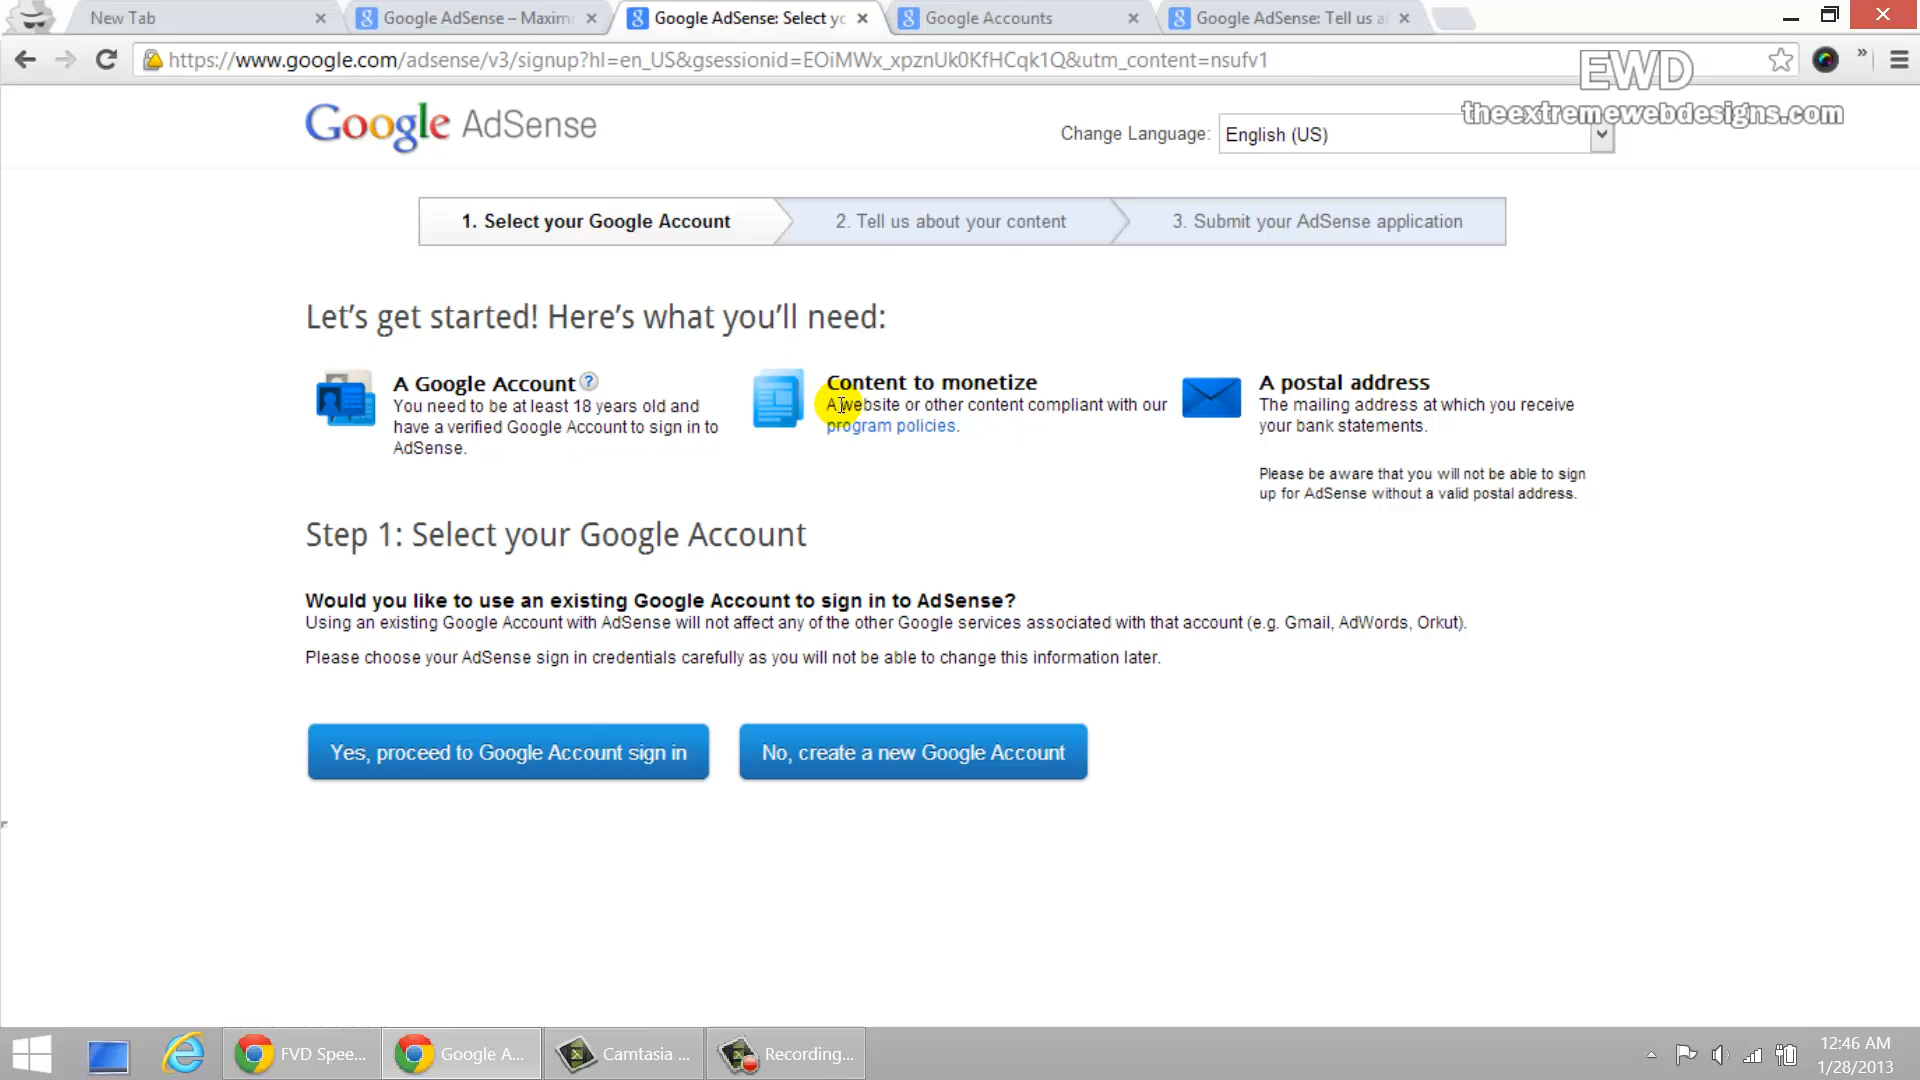 New Tab
Google AdSense – Maxim
Google AdSense: Select yo
Google Accounts
Google AdSense: Tell us a
https://www.google.com/adsense/v3/signup?hl=en_US&gsessionid=EOiMWx_xpznUk0KfHCqk1Q&utm_content=nsufv1
EWD
theextremewebdesigns.com
Google AdSense
Change Language:
English (US)
1. Select your Google Account
2. Tell us about your content
3. Submit your AdSense application
Let's get started! Here's what you'll need:
A Google Account
You need to be at least 18 years old and
have a verified Google Account to sign in to
AdSense.
Content to monetize
A website or other content compliant with our
program policies.
A postal address
The mailing address at which you receive
your bank statements.
Please be aware that you will not be able to sign
up for AdSense without a valid postal address.
Step 1: Select your Google Account
Would you like to use an existing Google Account to sign in to AdSense?
Using an existing Google Account with AdSense will not affect any of the other Google services associated with that account (e.g. Gmail, AdWords, Orkut).
Please choose your AdSense sign in credentials carefully as you will not be able to change this information later.
Yes, proceed to Google Account sign in
No, create a new Google Account
FVD Spee...
Google A...
Camtasia ...
Recording...
12:46 AM
1/28/2013